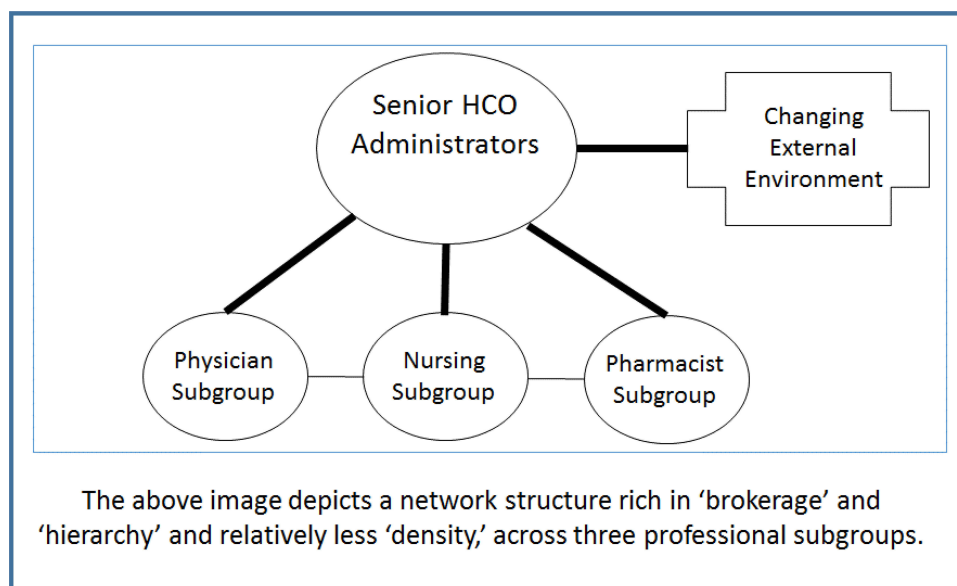 Senior HCO
Administrators
Changing
External
Environment
Physician
Subgroup
Nursing
Subgroup
Pharmacist
Subgroup
The above image depicts a network structure rich in ‘brokerage’ and
‘hierarchy’ and relatively less ‘density,’ across three professional subgroups.